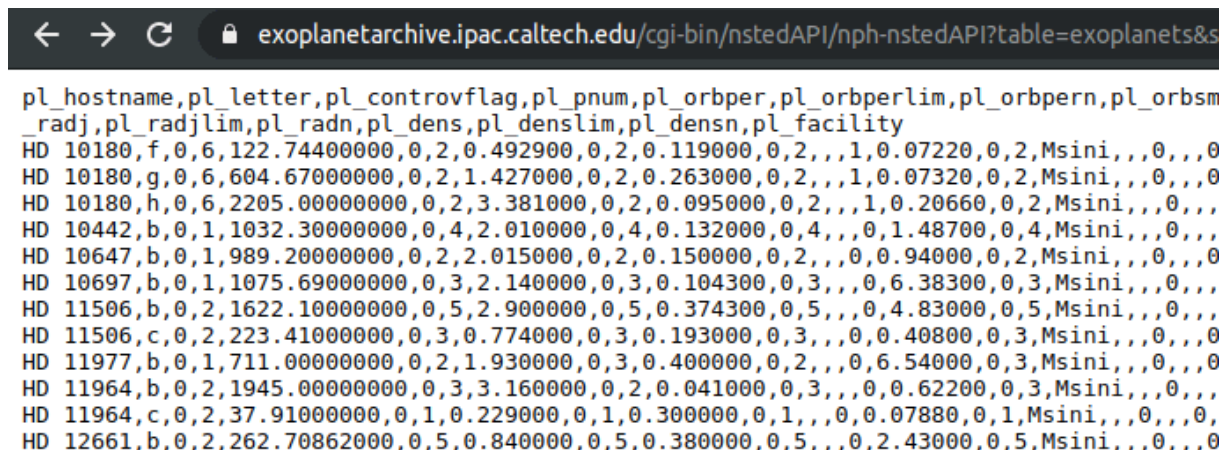 exoplanetarchive.ipac.caltech.edu/cgi-bin/nstedAPI/nph-nstedAPI?table=exoplanets&s
pl_hostname,pl_letter,pl_controvflag,pl_pnum,pl_orbper,pl_orbperlim,pl_orbpern,pl_orbsm
_radj,pl_radjlim,pl_radn,pl_dens,pl_denslim,pl_densn,pl_facility
HD 10180,f,0,6,122.74400000,0,2,0.492900,0,2,0.119000,0,2,,,1,0.07220,0,2,Msini,,,0,,,0
HD 10180,g,0,6,604.67000000,0,2,1.427000,0,2,0.263000,0,2,,,1,0.07320,0,2,Msini,,,0,,,0
HD 10180,h,0,6,2205.00000000,0,2,3.381000,0,2,0.095000,0,2,,,1,0.20660,0,2,Msini,,,0,,,
HD 10442,b,0,1,1032.30000000,0,4,2.010000,0,4,0.132000,0,4,,,0,1.48700,0,4,Msini,,,0,,,
HD 10647,b,0,1,989.20000000,0,2,2.015000,0,2,0.150000,0,2,,,0,0.94000,0,2,Msini,,,0,,,0
HD 10697,b,0,1,1075.69000000,0,3,2.140000,0,3,0.104300,0,3,,,0,6.38300,0,3,Msini,,,0,,,
HD 11506,b,0,2,1622.10000000,0,5,2.900000,0,5,0.374300,0,5,,,0,4.83000,0,5,Msini,,,0,,,
HD 11506,c,0,2,223.41000000,0,3,0.774000,0,3,0.193000,0,3,,,0,0.40800,0,3,Msini,,,0,,,0
HD 11977,b,0,1,711.00000000,0,2,1.930000,0,3,0.400000,0,2,,,0,6.54000,0,3,Msini,,,0,,,0
HD 11964,b,0,2,1945.00000000,0,3,3.160000,0,2,0.041000,0,3,,,0,0.62200,0,3,Msini,,,0,,,
HD 11964,c,0,2,37.91000000,0,1,0.229000,0,1,0.300000,0,1,,,0,0.07880,0,1,Msini,,,0,,,0,
HD 12661,b,0,2,262.70862000,0,5,0.840000,0,5,0.380000,0,5,,,0,2.43000,0,5,Msini,,,0,,,0